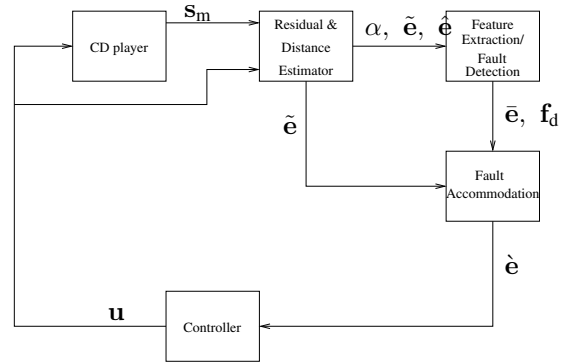 CD player
s_m
Residual &
Distance
Estimator
α, ẽ, ê
Feature
Extraction/
Fault
Detection
ẽ
ē, f_d
Fault
Accommodation
è
u
Controller